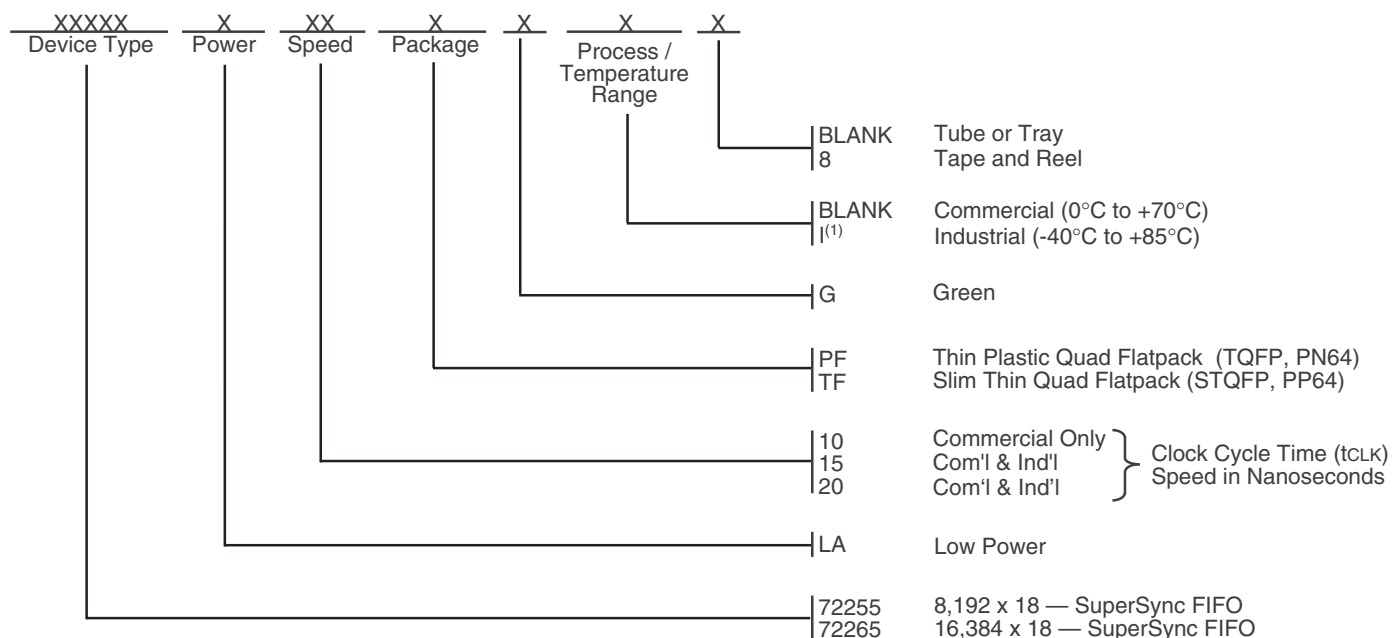 XXXXX X XX X X X X
Device Type Power Speed Package Process /
Temperature
Range
BLANK Tube or Tray
8 Tape and Reel
BLANK Commercial (0°C to +70°C)
I(1) Industrial (-40°C to +85°C)
G Green
PF Thin Plastic Quad Flatpack (TQFP, PN64)
TF Slim Thin Quad Flatpack (STQFP, PP64)
10 Commercial Only
15 Com'l & Ind'l
20 Com‘l & Ind’l
Clock Cycle Time (tCLK)
Speed in Nanoseconds
LA Low Power
72255 8,192 x 18 — SuperSync FIFO
72265 16,384 x 18 — SuperSync FIFO